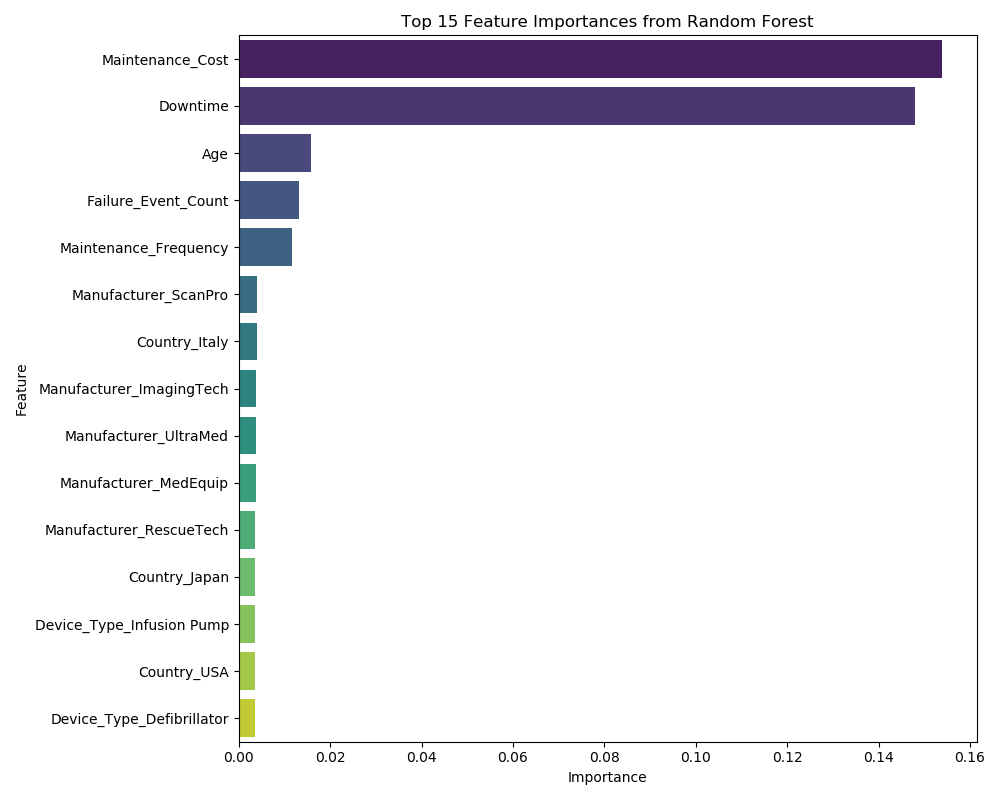 Top 15 Feature Importances from Random Forest
Feature
Maintenance_Cost
Downtime
Age
Failure_Event_Count
Maintenance_Frequency
Manufacturer_ScanPro
Country_Italy
Manufacturer_ImagingTech
Manufacturer_UltraMed
Manufacturer_MedEquip
Manufacturer_RescueTech
Country_Japan
Device_Type_Infusion Pump
Country_USA
Device_Type_Defibrillator
0.00 0.02 0.04 0.06 0.08 0.10 0.12 0.14 0.16
Importance